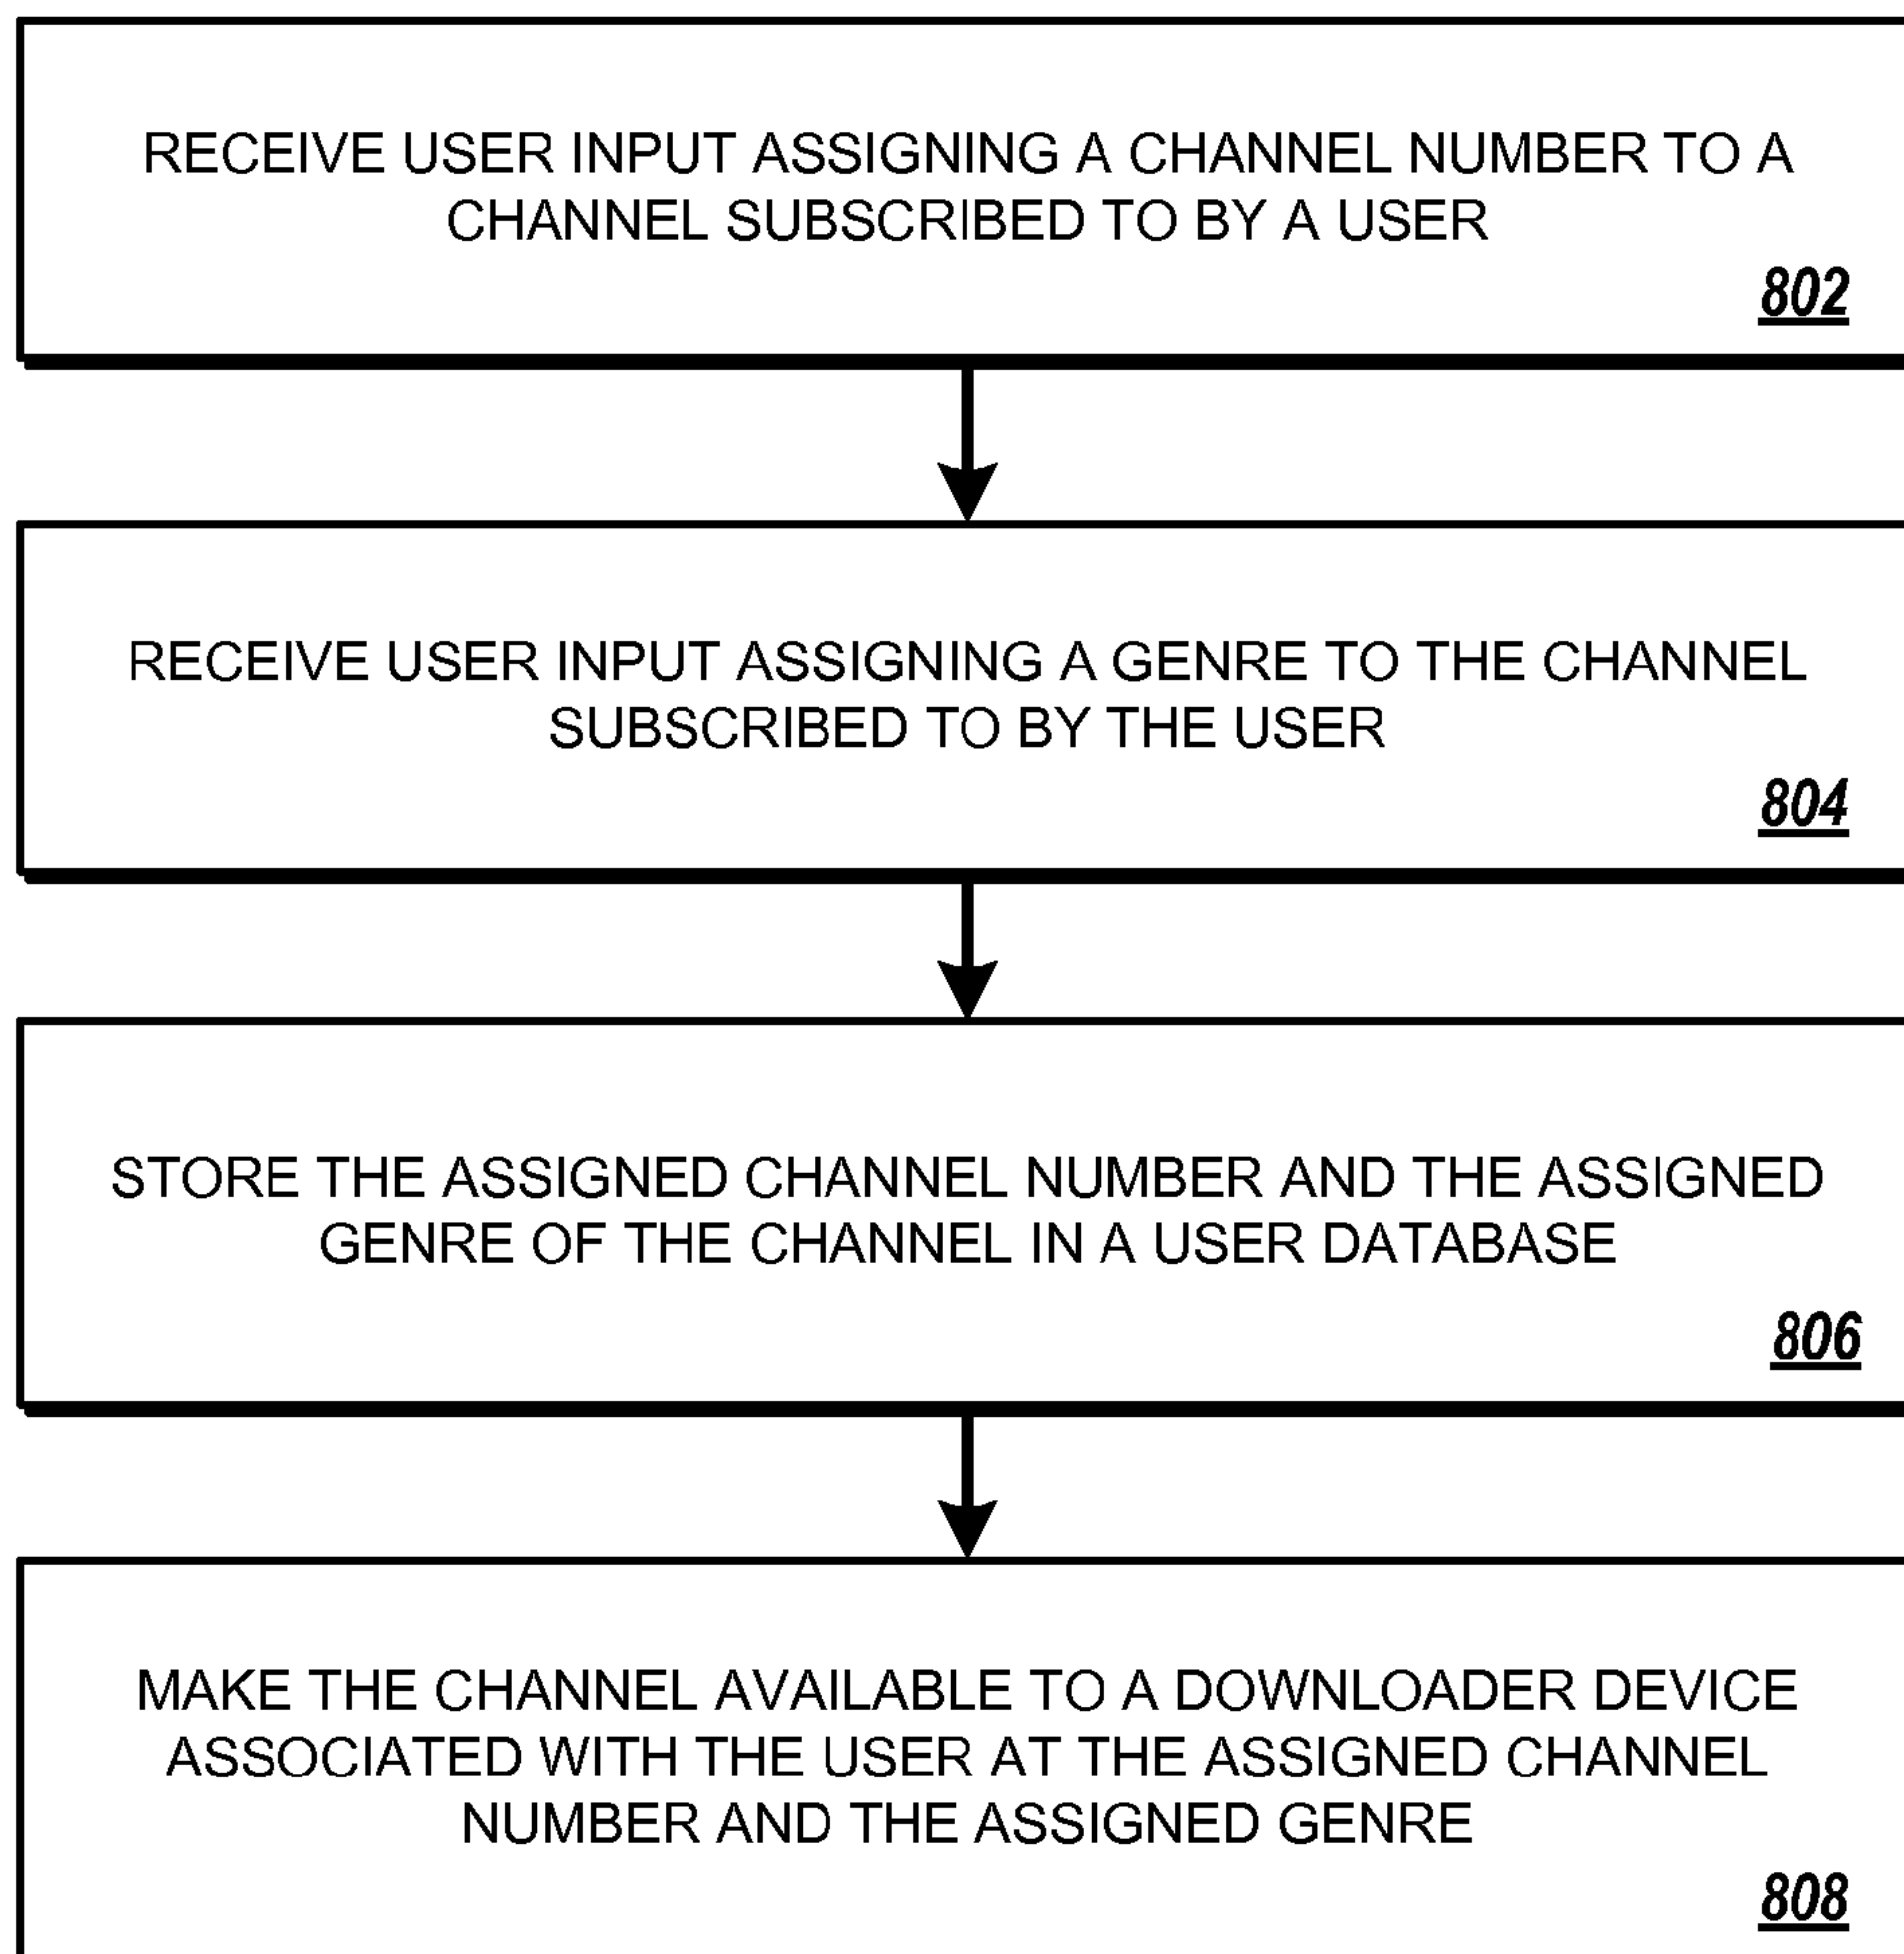 RECEIVE USER INPUT ASSIGNING A CHANNEL NUMBER TO A
CHANNEL SUBSCRIBED TO BY A USER
802
RECEIVE USER INPUT ASSIGNING A GENRE TO THE CHANNEL
SUBSCRIBED TO BY THE USER
804
STORE THE ASSIGNED CHANNEL NUMBER AND THE ASSIGNED
GENRE OF THE CHANNEL IN A USER DATABASE
806
MAKE THE CHANNEL AVAILABLE TO A DOWNLOADER DEVICE
ASSOCIATED WITH THE USER AT THE ASSIGNED CHANNEL
NUMBER AND THE ASSIGNED GENRE
808